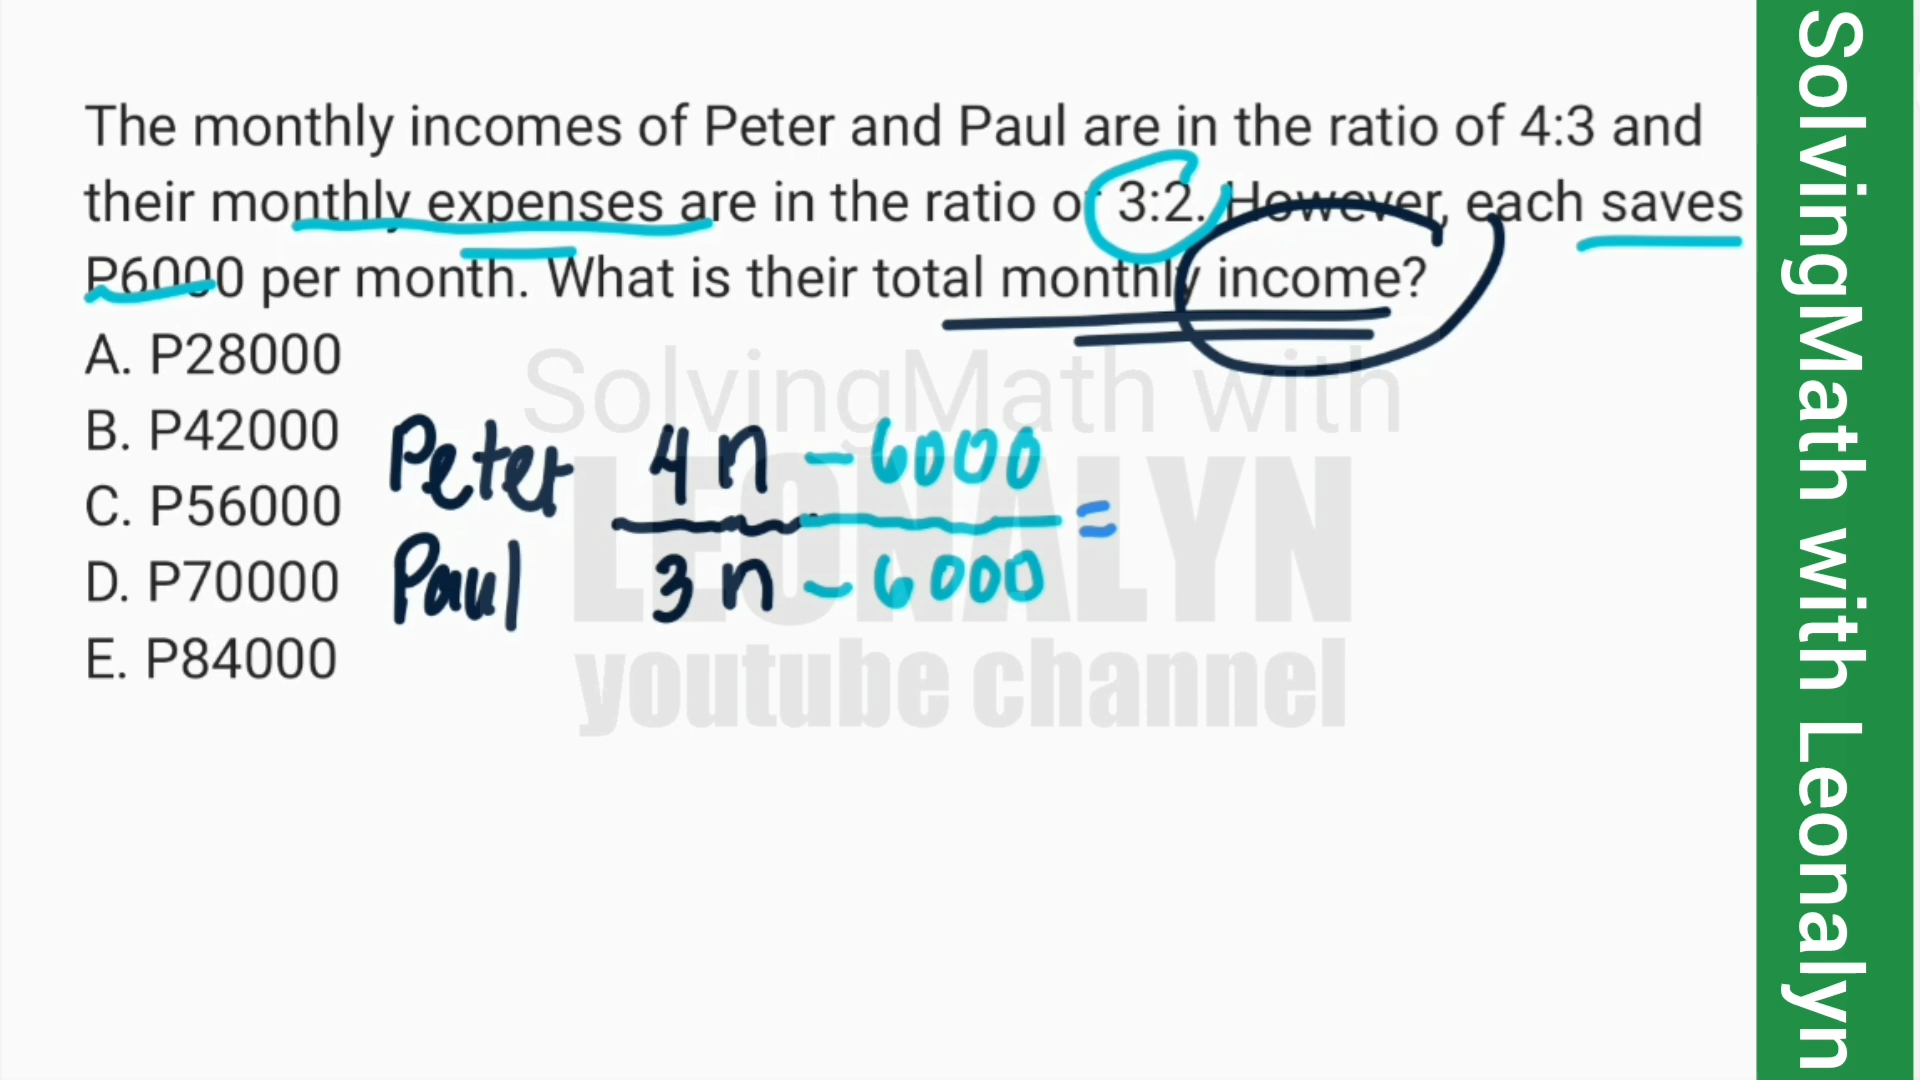 The monthly incomes of Peter and Paul are in the ratio of 4:3 and
their monthly expenses are in the ratio of 3:2. However, each saves
P6000 per month. What is their total monthly income?
A. P28000
B. P42000
C. P56000
D. P70000
E. P84000
Peter 4n - 6000
=
Paul 3n - 6000
SolvingMath with
LEONALYN
youtube channel
SolvingMath with Leonalyn